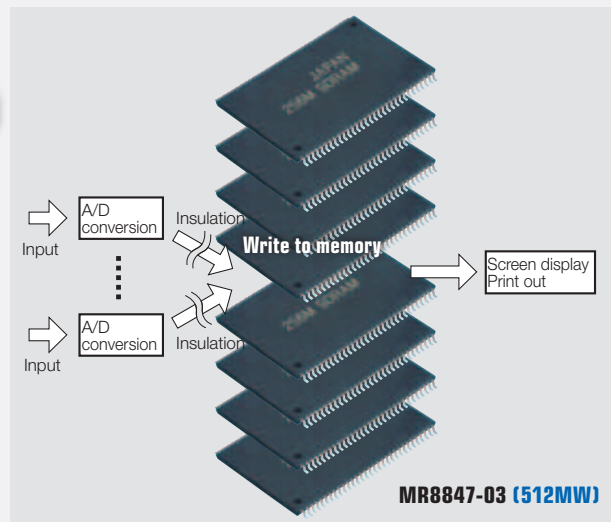 JAPAN
256M SDRAM
A/D
conversion
Insulation
Input
Write to memory
Screen display
Print out
256M SDRAM
A/D
conversion
Insulation
Input
MR8847-03 (512MW)